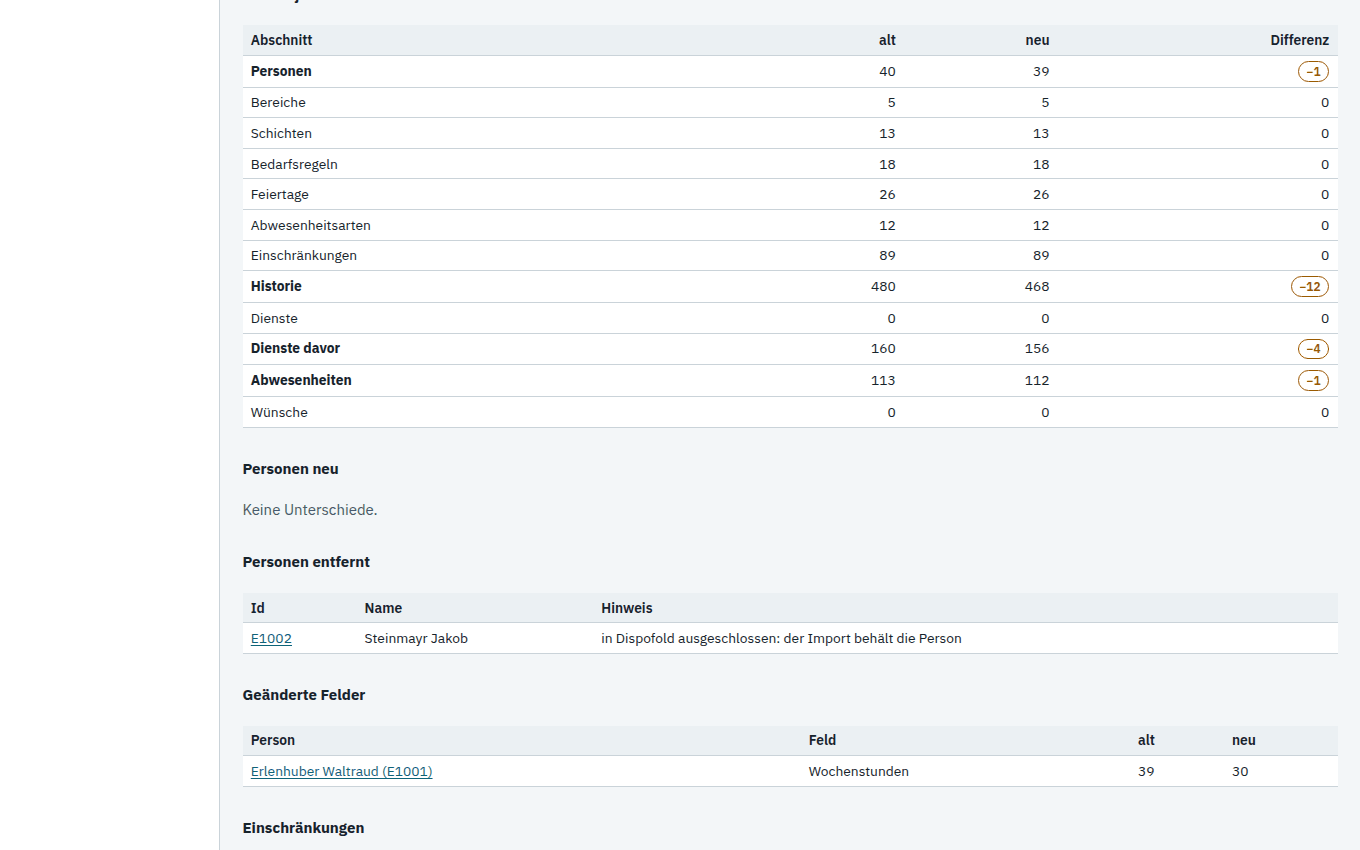 Abschnitt alt neu Differenz
Personen 40 39 −1
Bereiche 5 5 0
Schichten 13 13 0
Bedarfsregeln 18 18 0
Feiertage 26 26 0
Abwesenheitsarten 12 12 0
Einschränkungen 89 89 0
Historie 480 468 −12
Dienste 0 0 0
Dienste davor 160 156 −4
Abwesenheiten 113 112 −1
Wünsche 0 0 0
Personen neu
Keine Unterschiede.
Personen entfernt
Id Name Hinweis
E1002 Steinmayr Jakob in Dispofold ausgeschlossen: der Import behält die Person
Geänderte Felder
Person Feld alt neu
Erlenhuber Waltraud (E1001) Wochenstunden 39 30
Einschränkungen